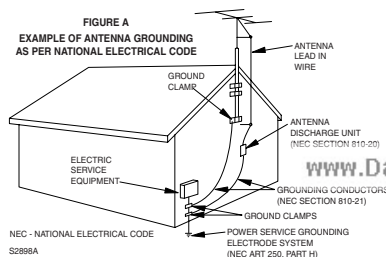 FIGURE A
EXAMPLE OF ANTENNA GROUNDING
AS PER NATIONAL ELECTRICAL CODE
ANTENNA
LEAD IN
WIRE
GROUND
CLAMP
ANTENNA
DISCHARGE UNIT
(NEC SECTION 810-20)
ELECTRIC
SERVICE
EQUIPMENT
www.Da
GROUNDING CONDUCTORS
(NEC SECTION 810-21)
GROUND CLAMPS
NEC - NATIONAL ELECTRICAL CODE
POWER SERVICE GROUNDING
ELECTRODE SYSTEM
(NEC ART 250, PART H)
S2898A